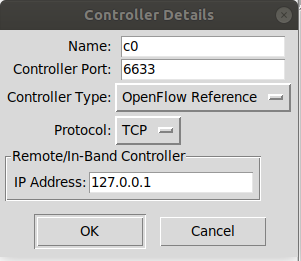 Controller Details
Name: c0
Controller Port: 6633
Controller Type: OpenFlow Reference
Protocol: TCP
Remote/In-Band Controller
IP Address: 127.0.0.1
OK Cancel